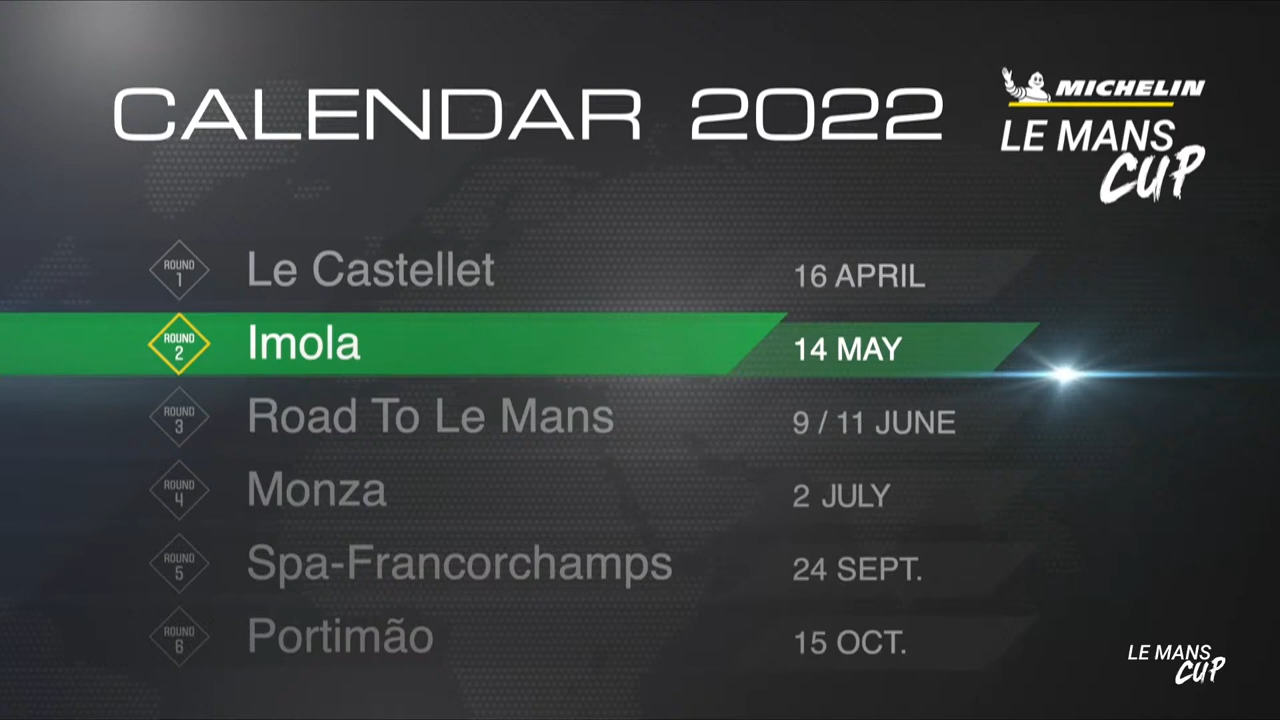 CALENDAR 2022
MICHELIN
LE MANS
CUP
ROUND 1 Le Castellet 16 APRIL
ROUND 2 Imola 14 MAY
ROUND 3 Road To Le Mans 9 / 11 JUNE
ROUND 4 Monza 2 JULY
ROUND 5 Spa-Francorchamps 24 SEPT.
ROUND 6 Portimão 15 OCT.
LE MANS
CUP